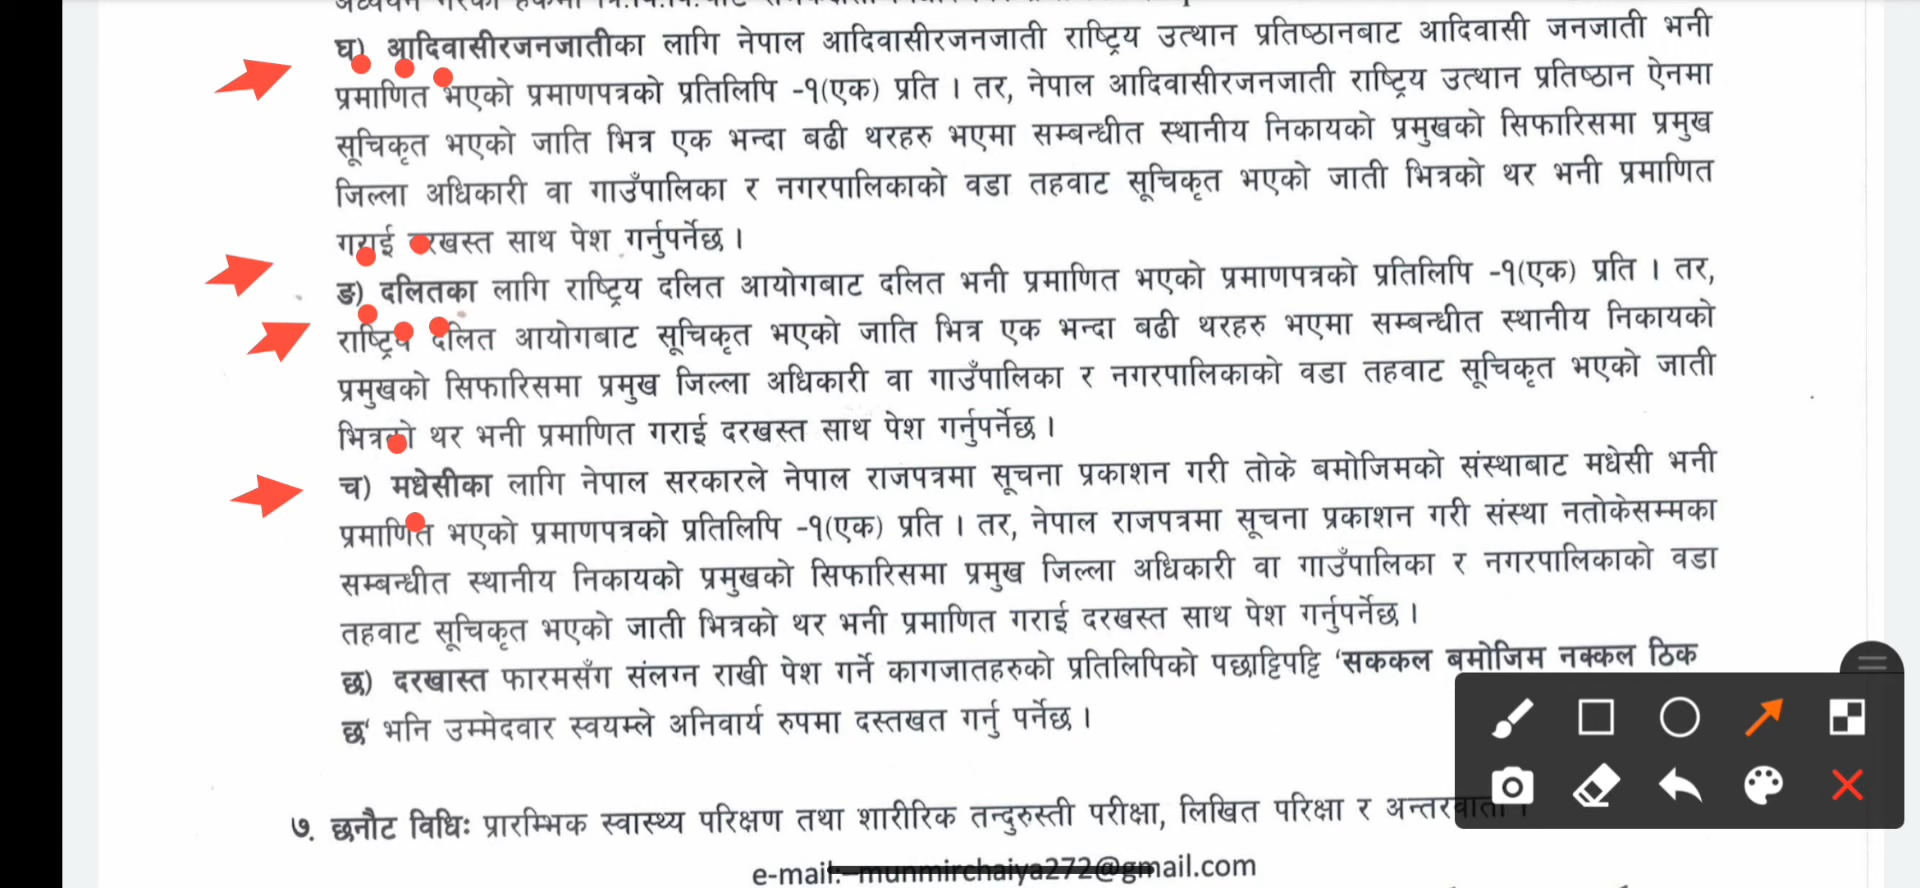 घ) आदिवासीरजनजातीका लागि नेपाल आदिवासीरजनजाती राष्ट्रिय उत्थान प्रतिष्ठानबाट आदिवासी जनजाती भनी
प्रमाणित भएको प्रमाणपत्रको प्रतिलिपि -१(एक) प्रति । तर, नेपाल आदिवासीरजनजाती राष्ट्रिय उत्थान प्रतिष्ठान ऐनमा
सूचिकृत भएको जाति भित्र एक भन्दा बढी थरहरु भएमा सम्बन्धीत स्थानीय निकायको प्रमुखको सिफारिसमा प्रमुख
जिल्ला अधिकारी वा गाउँपालिका र नगरपालिकाको वडा तहवाट सूचिकृत भएको जाती भित्रको थर भनी प्रमाणित
गराई दरखस्त साथ पेश गर्नुपर्नेछ ।
ङ) दलितका लागि राष्ट्रिय दलित आयोगबाट दलित भनी प्रमाणित भएको प्रमाणपत्रको प्रतिलिपि -१(एक) प्रति । तर,
राष्ट्रिय दलित आयोगबाट सूचिकृत भएको जाति भित्र एक भन्दा बढी थरहरु भएमा सम्बन्धीत स्थानीय निकायको
प्रमुखको सिफारिसमा प्रमुख जिल्ला अधिकारी वा गाउँपालिका र नगरपालिकाको वडा तहवाट सूचिकृत भएको जाती
भित्रको थर भनी प्रमाणित गराई दरखस्त साथ पेश गर्नुपर्नेछ ।
च) मधेसीका लागि नेपाल सरकारले नेपाल राजपत्रमा सूचना प्रकाशन गरी तोके बमोजिमको संस्थाबाट मधेसी भनी
प्रमाणित भएको प्रमाणपत्रको प्रतिलिपि -१(एक) प्रति । तर, नेपाल राजपत्रमा सूचना प्रकाशन गरी संस्था नतोकेसम्मका
सम्बन्धीत स्थानीय निकायको प्रमुखको सिफारिसमा प्रमुख जिल्ला अधिकारी वा गाउँपालिका र नगरपालिकाको वडा
तहवाट सूचिकृत भएको जाती भित्रको थर भनी प्रमाणित गराई दरखस्त साथ पेश गर्नुपर्नेछ ।
छ) दरखास्त फारमसँग संलग्न राखी पेश गर्ने कागजातहरुको प्रतिलिपिको पछाट्टिपट्टि ‘सककल बमोजिम नक्कल ठिक
छ‘ भनि उम्मेदवार स्वयम्ले अनिवार्य रुपमा दस्तखत गर्नु पर्नेछ ।
७. छनौट विधिः प्रारम्भिक स्वास्थ्य परिक्षण तथा शारीरिक तन्दुरुस्ती परीक्षा, लिखित परिक्षा र अन्तरवार्ता ।
e-mail:-munmirchaiya272@gmail.com